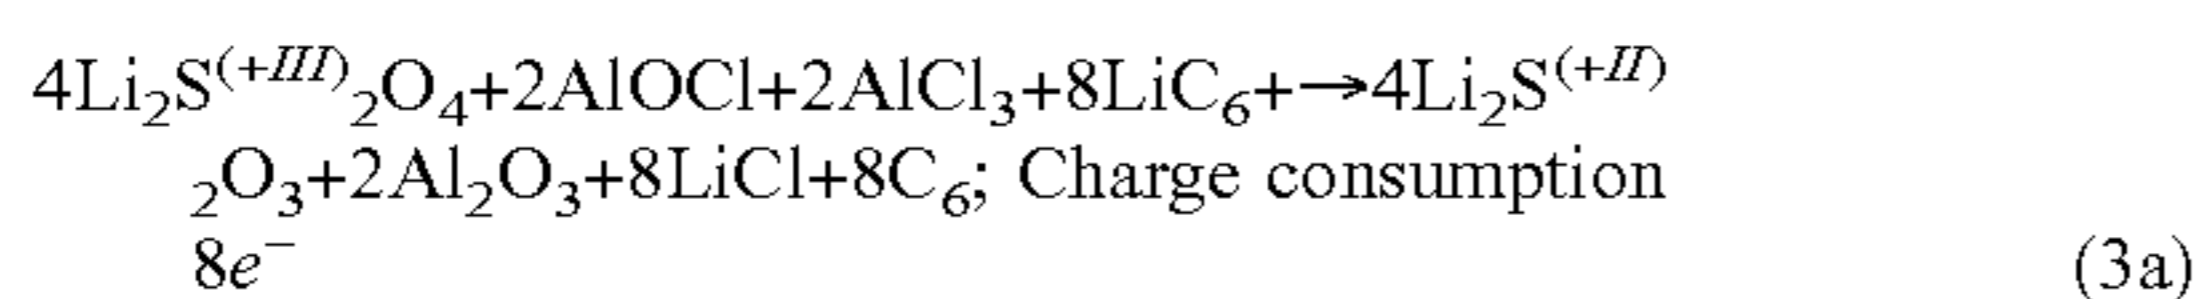 4Li₂S⁽⁺ᴵᴵᴵ⁾₂O₄+2AlOCl+2AlCl₃+8LiC₆+→4Li₂S⁽⁺ᴵᴵ⁾
₂O₃+2Al₂O₃+8LiCl+8C₆; Charge consumption
8e⁻ (3a)